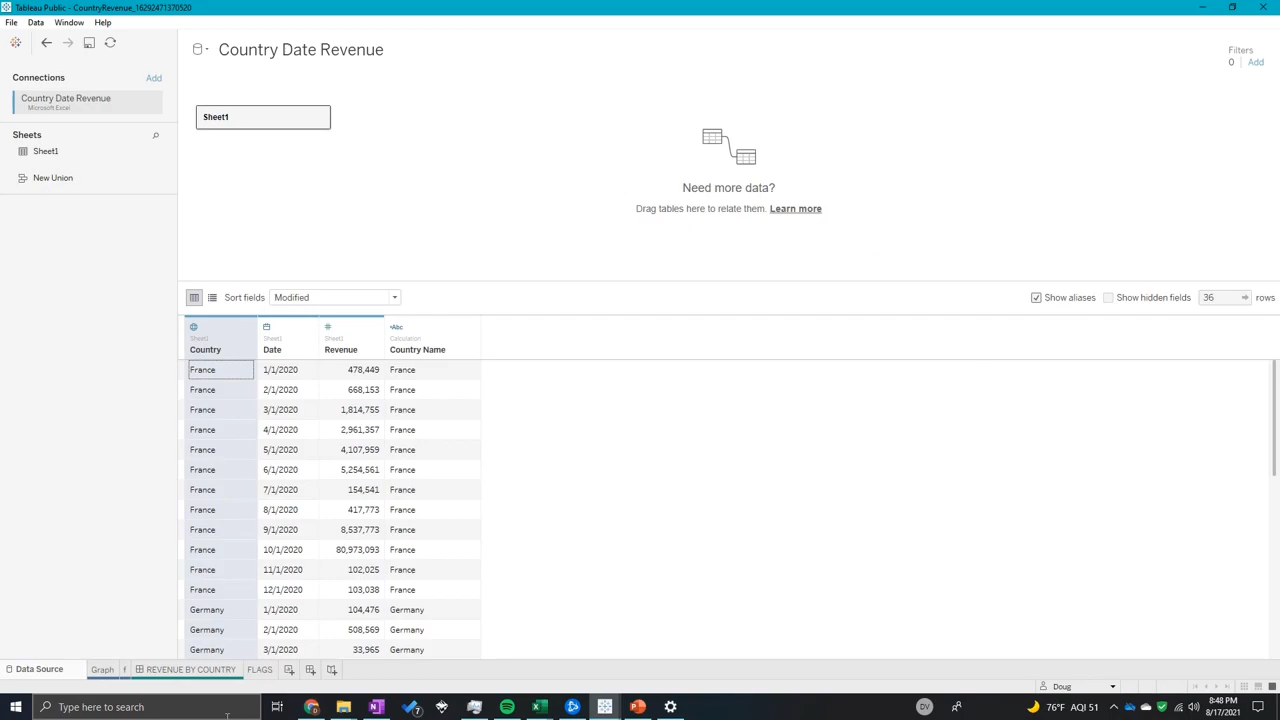 Tableau Public - CountryRevenue_16292471370520
File Data Window Help
Connections Add
Country Date Revenue
Microsoft Excel
Sheets
Sheet1
New Union
Country Date Revenue
Filters
0 Add
Sheet1
Need more data?
Drag tables here to relate them. Learn more
Sort fields Modified Show aliases Show hidden fields 36 rows
Abc
Sheet1 Sheet1 Sheet1 Calculation
Country Date Revenue Country Name
France 1/1/2020 478,449 France
France 2/1/2020 668,153 France
France 3/1/2020 1,814,755 France
France 4/1/2020 2,961,357 France
France 5/1/2020 4,107,959 France
France 6/1/2020 5,254,561 France
France 7/1/2020 154,541 France
France 8/1/2020 417,773 France
France 9/1/2020 8,537,773 France
France 10/1/2020 80,973,093 France
France 11/1/2020 102,025 France
France 12/1/2020 103,038 France
Germany 1/1/2020 104,476 Germany
Germany 2/1/2020 508,569 Germany
Germany 3/1/2020 33,965 Germany
Data Source Graph f REVENUE BY COUNTRY FLAGS
Doug
Type here to search DV 76°F AQI 51 8:48 PM
8/17/2021